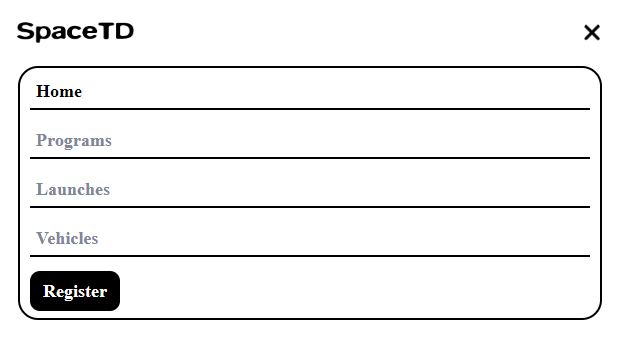 SpaceTD
Home
Programs
Launches
Vehicles
Register